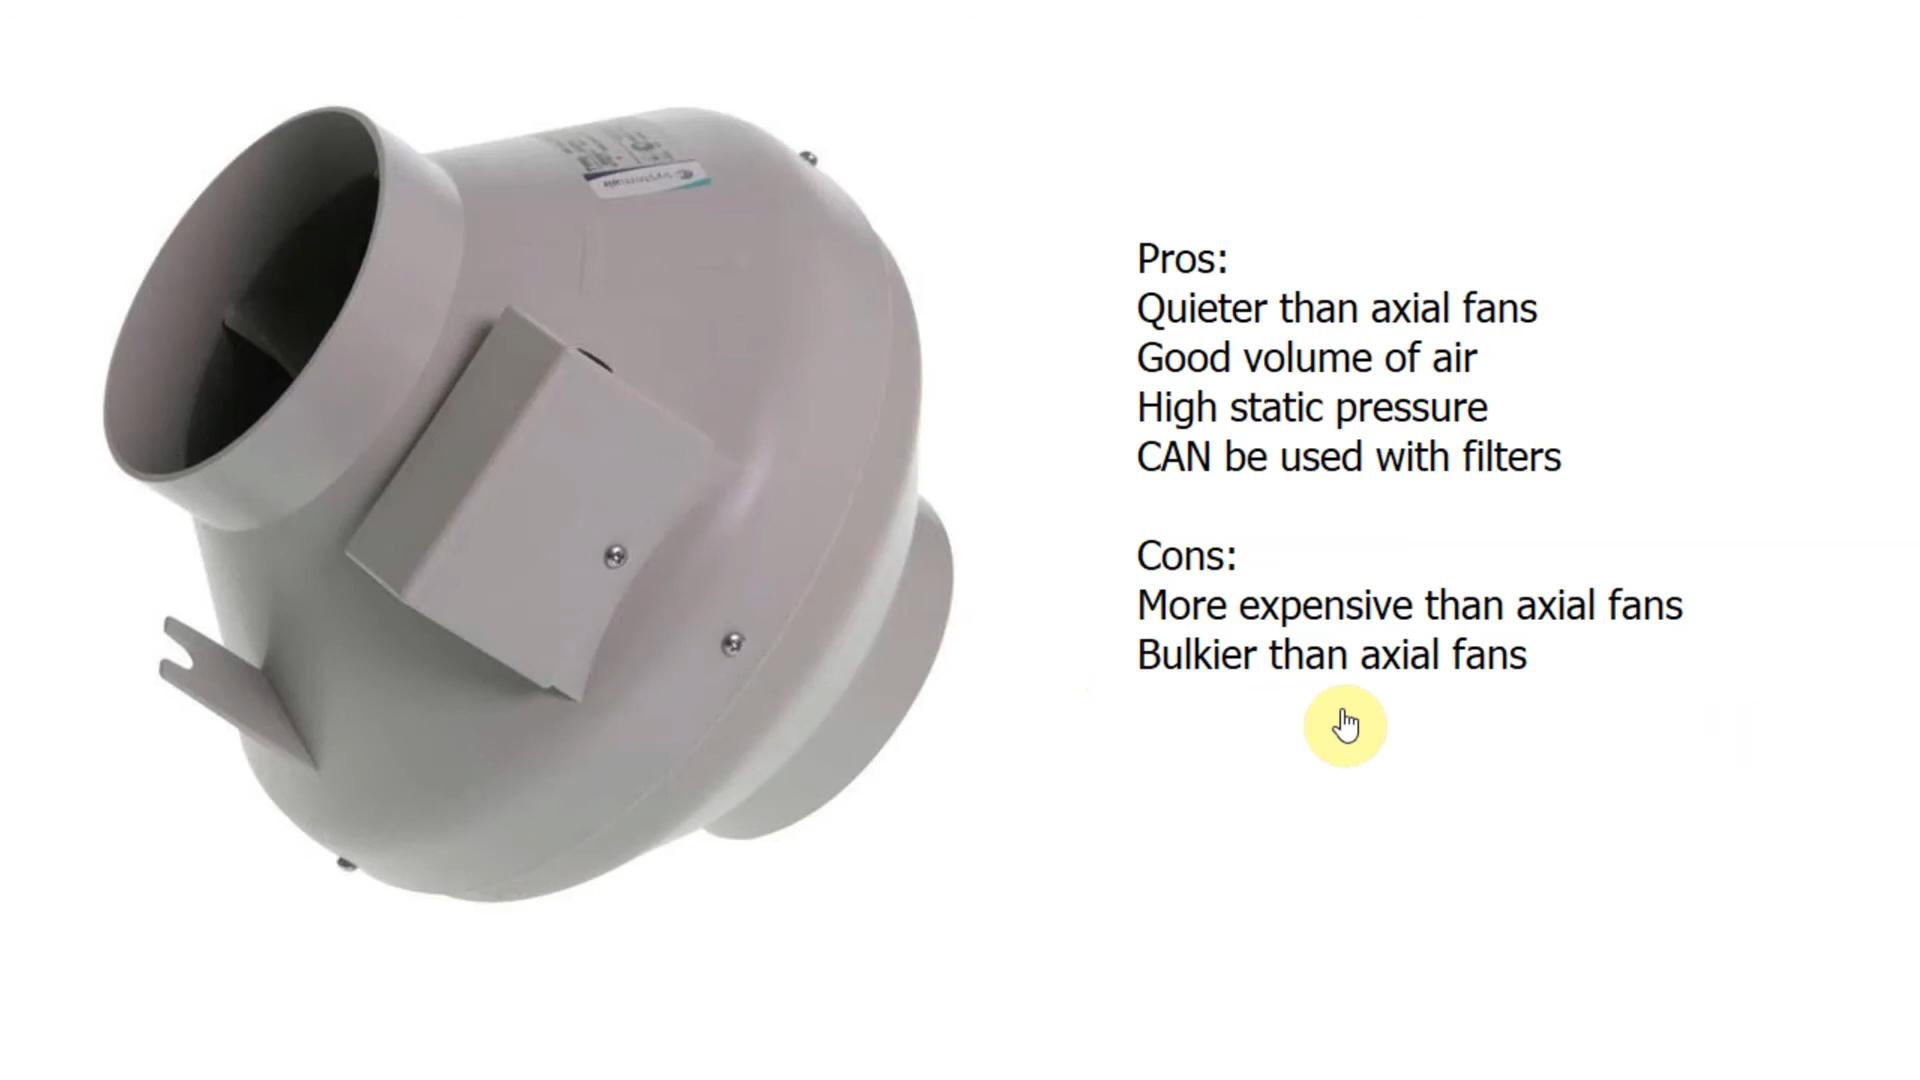 systemair
Pros:
Quieter than axial fans
Good volume of air
High static pressure
CAN be used with filters
Cons:
More expensive than axial fans
Bulkier than axial fans